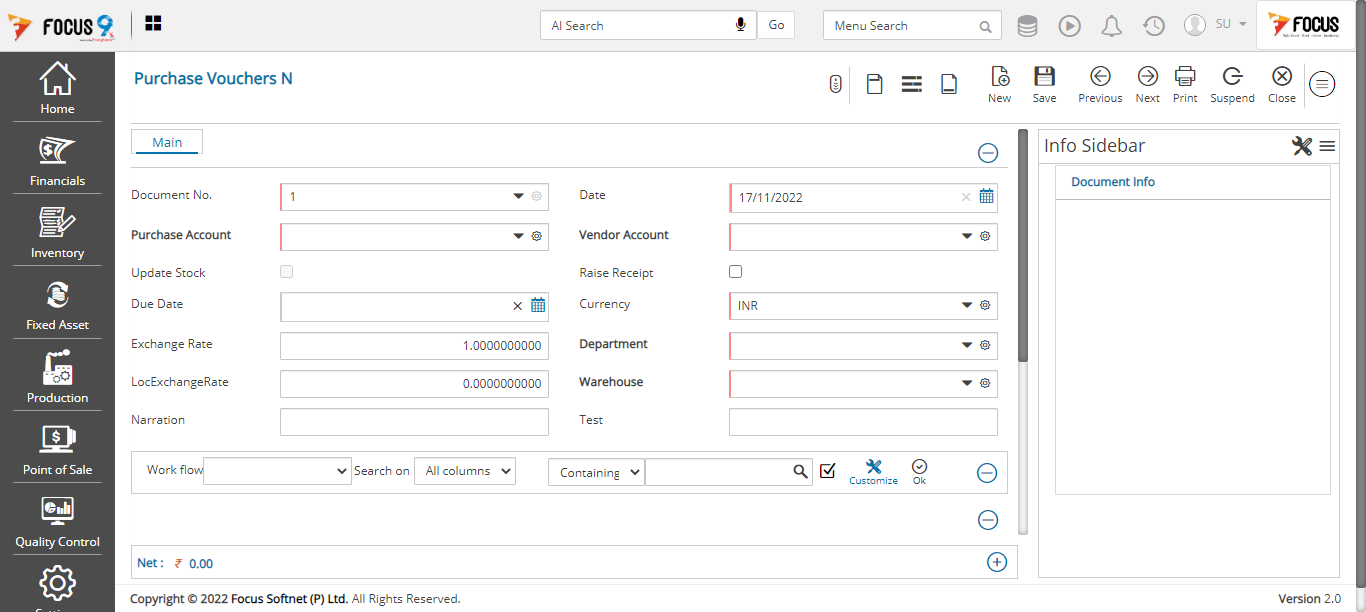 FOCUS 9
AI Search
Go
Menu Search
SU
FOCUS
Home
Financials
Inventory
Fixed Asset
Production
Point of Sale
Quality Control
Purchase Vouchers N
New
Save
Previous
Next
Print
Suspend
Close
Main
Document No.
1
Date
17/11/2022
Purchase Account
Vendor Account
Update Stock
Raise Receipt
Due Date
Currency
INR
Exchange Rate
1.0000000000
Department
LocExchangeRate
0.0000000000
Warehouse
Narration
Test
Work flow
Search on
All columns
Containing
Customize
Ok
Net : ₹ 0.00
Info Sidebar
Document Info
Copyright © 2022 Focus Softnet (P) Ltd. All Rights Reserved.
Version 2.0